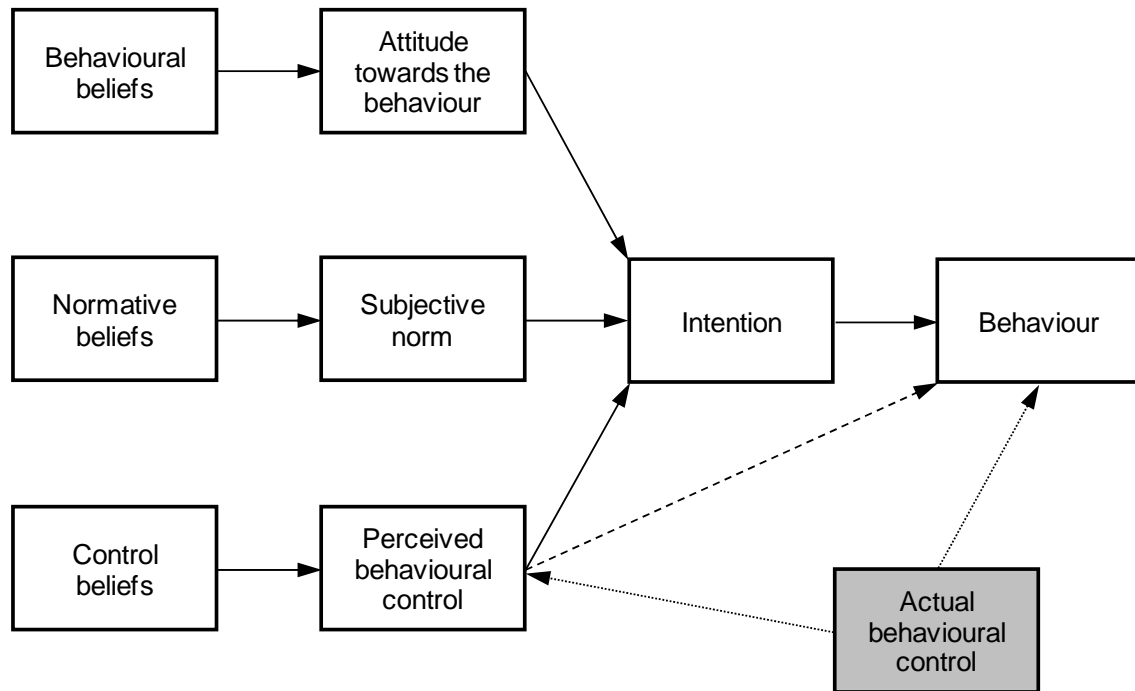 Behavioural
beliefs
Attitude
towards the
behaviour
Normative
beliefs
Subjective
norm
Intention
Behaviour
Control
beliefs
Perceived
behavioural
control
Actual
behavioural
control